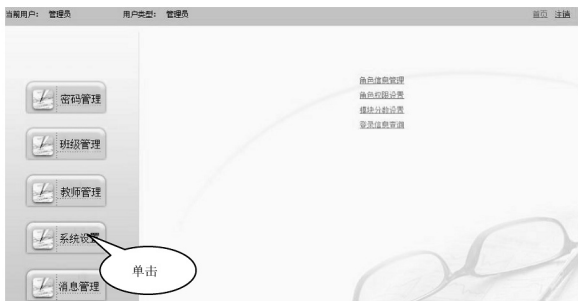 当前用户： 管理员 用户类型： 管理员 首页 注销
角色信息管理
角色权限设置
模块分数设置
登录信息查询
密码管理
班级管理
教师管理
系统设置
单击
消息管理